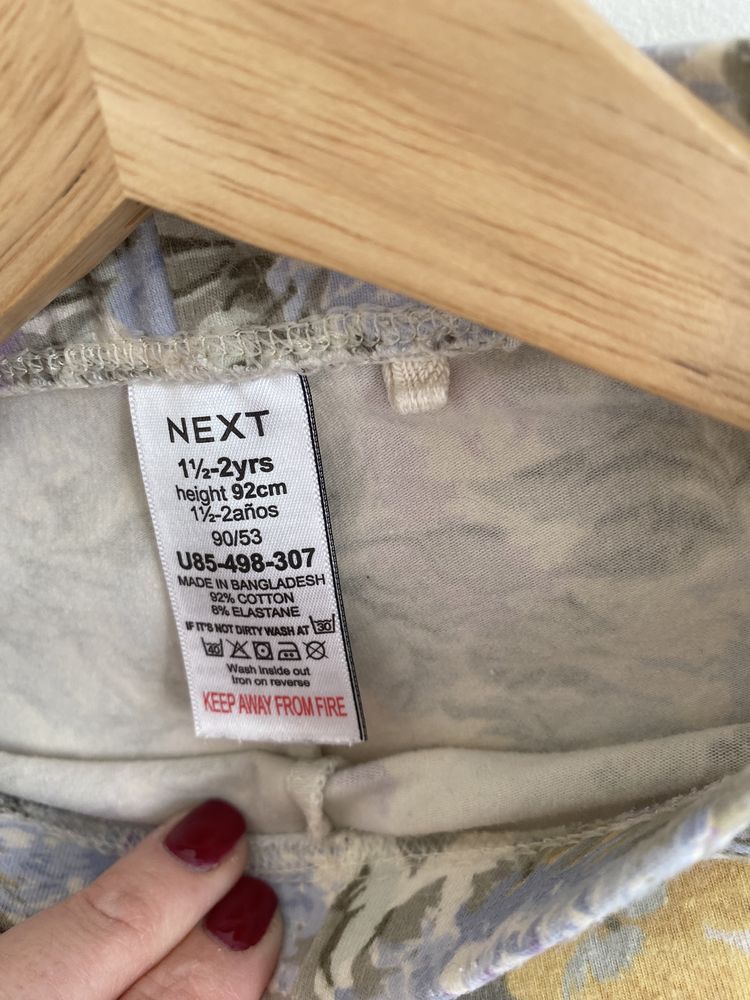 NEXT
1½-2yrs
height 92cm
1½-2años
90/53
U85-498-307
MADE IN BANGLADESH
92% COTTON
8% ELASTANE
IF IT'S NOT DIRTY WASH AT 30
40
Wash inside out
Iron on reverse
KEEP AWAY FROM FIRE